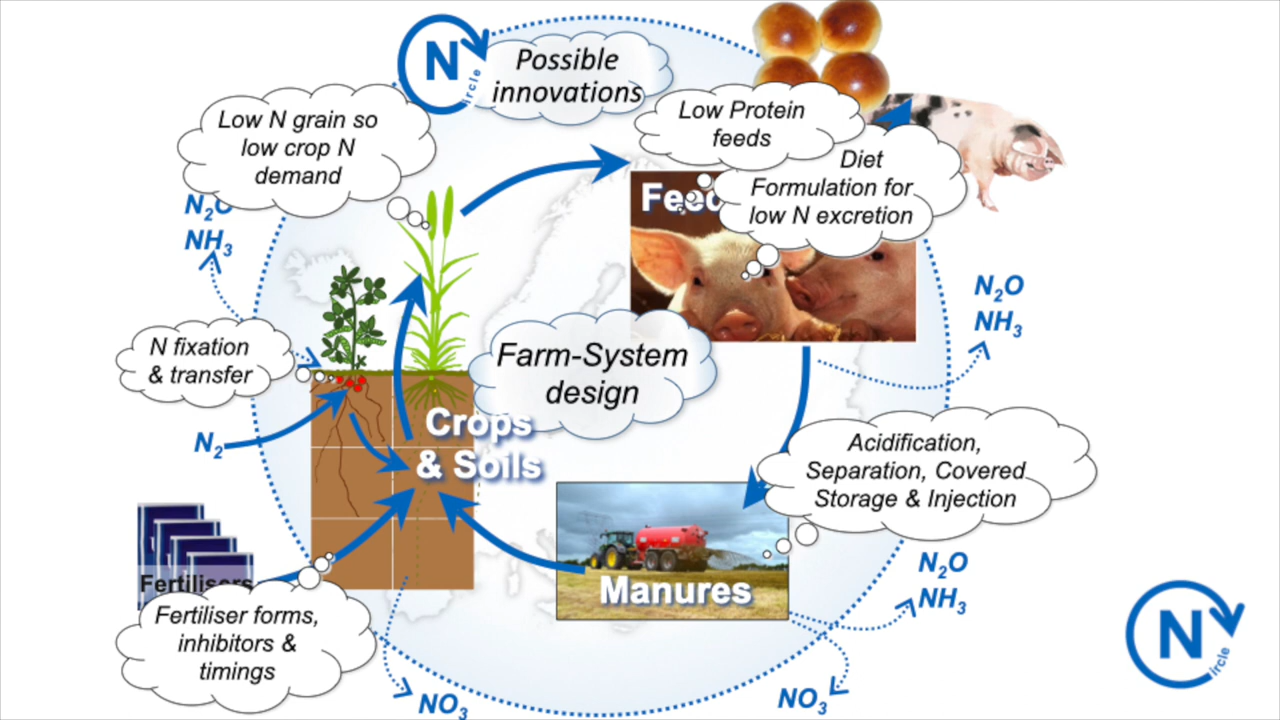 N
ircle
Possible
innovations
Low N grain so
low crop N
demand
Low Protein
feeds
Diet
Formulation for
low N excretion
N₂O
NH₃
Feed
N₂O
NH₃
N fixation
& transfer
Farm-System
design
Crops
& Soils
N₂
Acidification,
Separation, Covered
Storage & Injection
Fertilisers
Manures
N₂O
NH₃
Fertiliser forms,
inhibitors &
timings
NO₃
NO₃
N
ircle